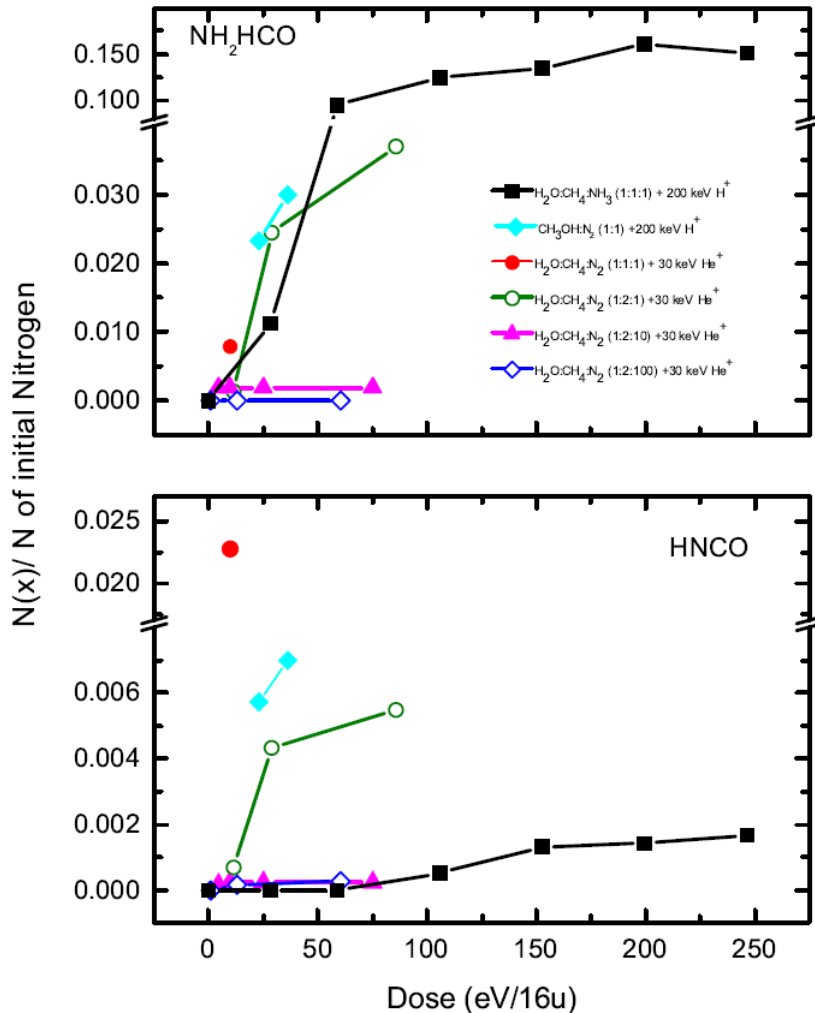 NH₂HCO
0.150
0.100
0.030
0.020
0.010
0.000
H₂O:CH₄:NH₃ (1:1:1) + 200 keV H⁺
CH₃OH:N₂ (1:1) +200 keV H⁺
H₂O:CH₄:N₂ (1:1:1) + 30 keV He⁺
H₂O:CH₄:N₂ (1:2:1) +30 keV He⁺
H₂O:CH₄:N₂ (1:2:10) +30 keV He⁺
H₂O:CH₄:N₂ (1:2:100) +30 keV He⁺
N(x)/ N of initial Nitrogen
HNCO
0.025
0.020
0.006
0.004
0.002
0.000
0 50 100 150 200 250
Dose (eV/16u)